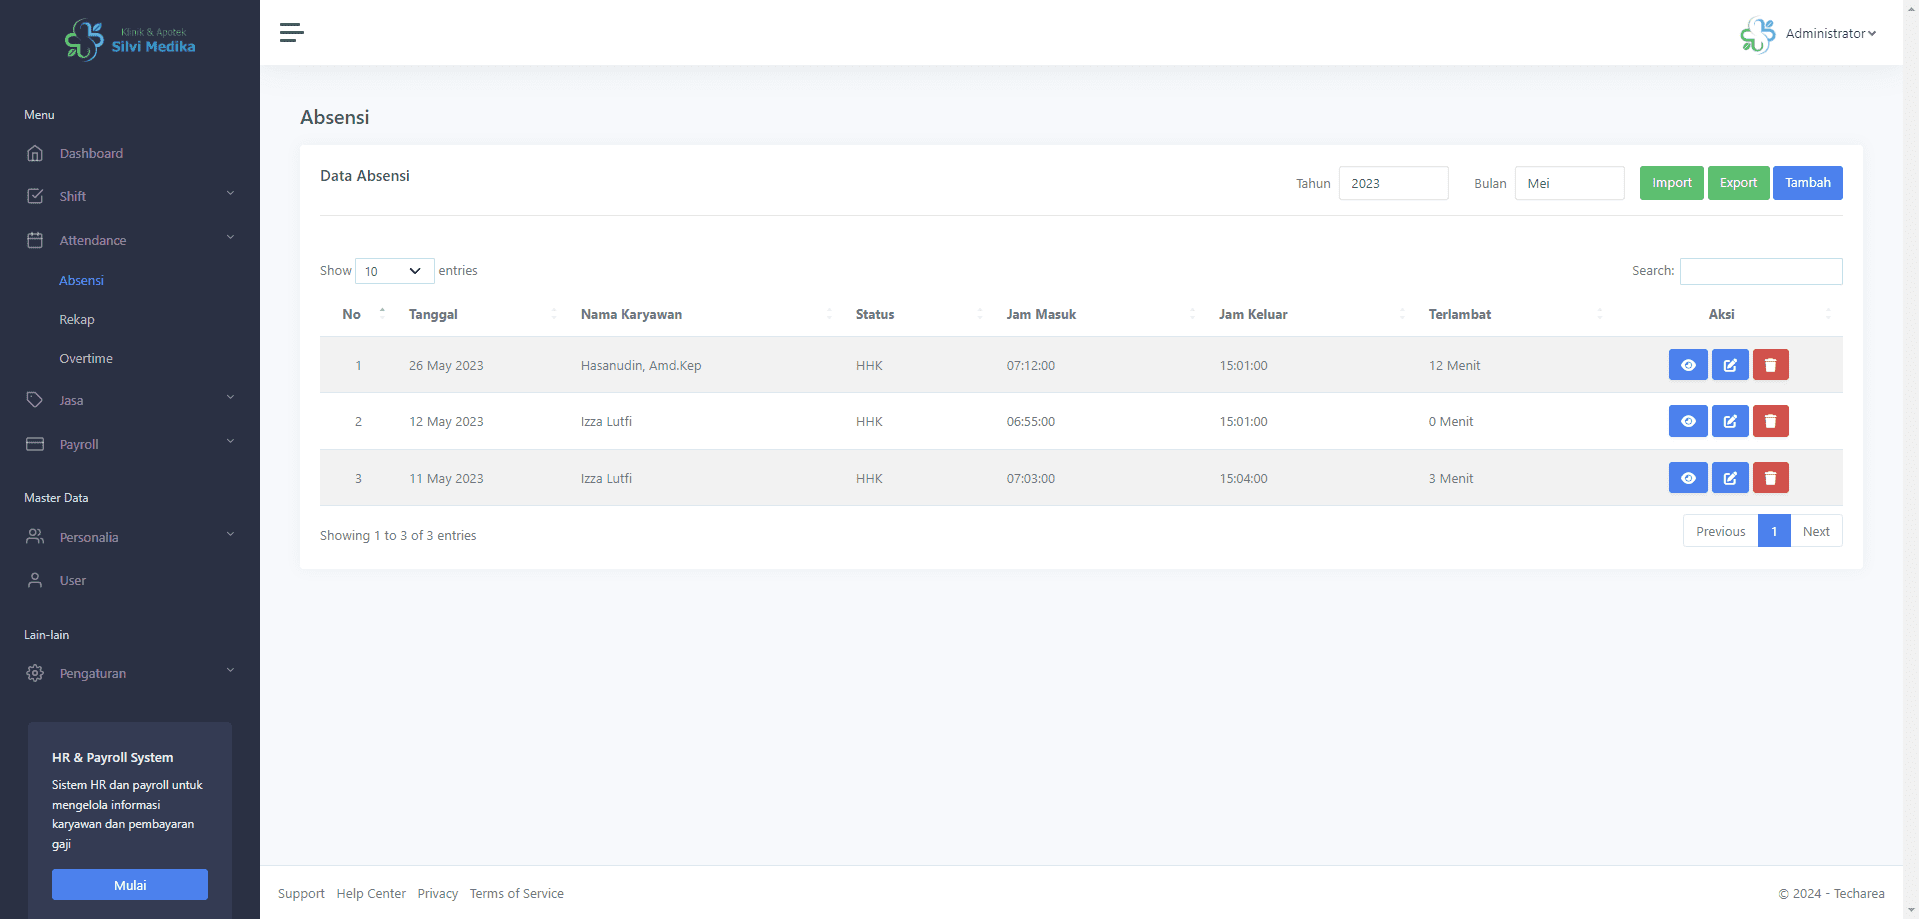 Klinik & Apotek
Silvi Medika
Administrator
Menu
Dashboard
Shift
Attendance
Absensi
Rekap
Overtime
Jasa
Payroll
Master Data
Personalia
User
Lain-lain
Pengaturan
HR & Payroll System
Sistem HR dan payroll untuk
mengelola informasi
karyawan dan pembayaran
gaji
Mulai
Absensi
Data Absensi
Tahun 2023 Bulan Mei Import Export Tambah
Show 10 entries Search:
No Tanggal Nama Karyawan Status Jam Masuk Jam Keluar Terlambat Aksi
1 26 May 2023 Hasanudin, Amd.Kep HHK 07:12:00 15:01:00 12 Menit
2 12 May 2023 Izza Lutfi HHK 06:55:00 15:01:00 0 Menit
3 11 May 2023 Izza Lutfi HHK 07:03:00 15:04:00 3 Menit
Showing 1 to 3 of 3 entries Previous 1 Next
Support Help Center Privacy Terms of Service © 2024 - Techarea